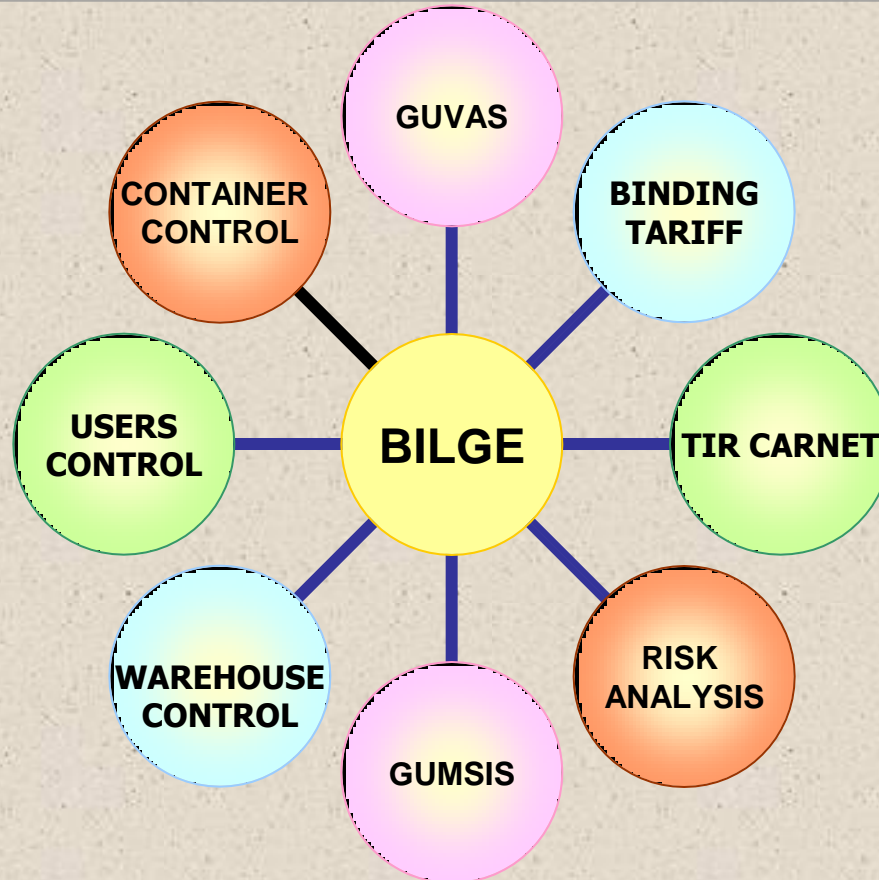 GUVAS
CONTAINER
CONTROL
BINDING
TARIFF
USERS
CONTROL
BILGE
TIR CARNET
WAREHOUSE
CONTROL
RISK
ANALYSIS
GUMSIS